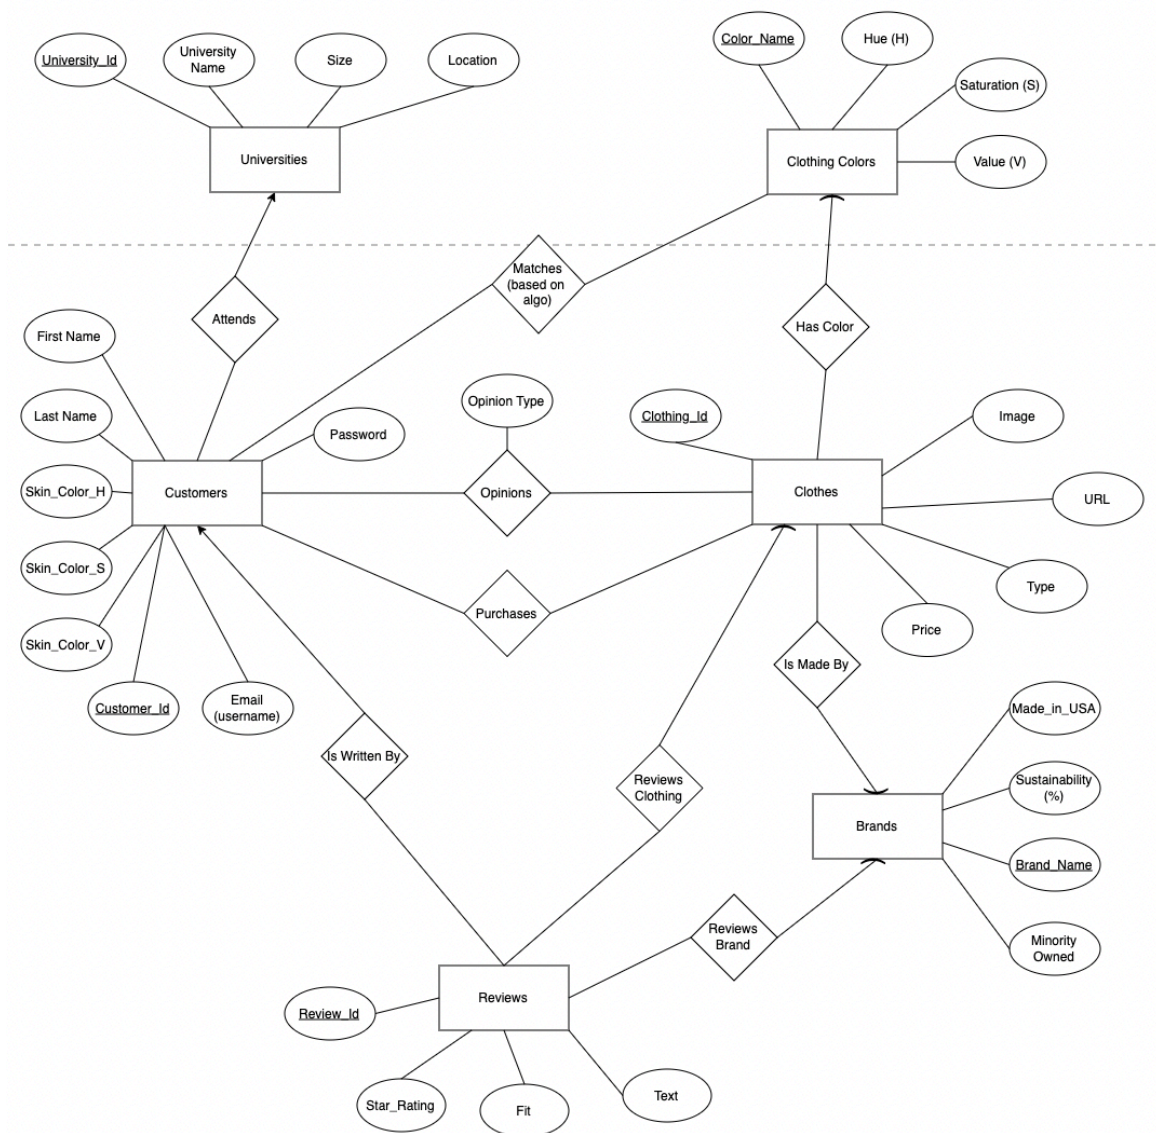 University_Id
University
Name
Size
Location
Color_Name
Hue (H)
Saturation (S)
Value (V)
Universities
Clothing Colors
Matches
(based on
algo)
Attends
Has Color
First Name
Last Name
Password
Opinion Type
Clothing_Id
Image
Skin_Color_H
Customers
Opinions
Clothes
URL
Skin_Color_S
Type
Purchases
Price
Skin_Color_V
Is Made By
Customer_Id
Email
(username)
Made_in_USA
Is Written By
Reviews
Clothing
Sustainability
(%)
Brands
Brand_Name
Reviews
Brand
Minority
Owned
Reviews
Review_Id
Star_Rating
Fit
Text